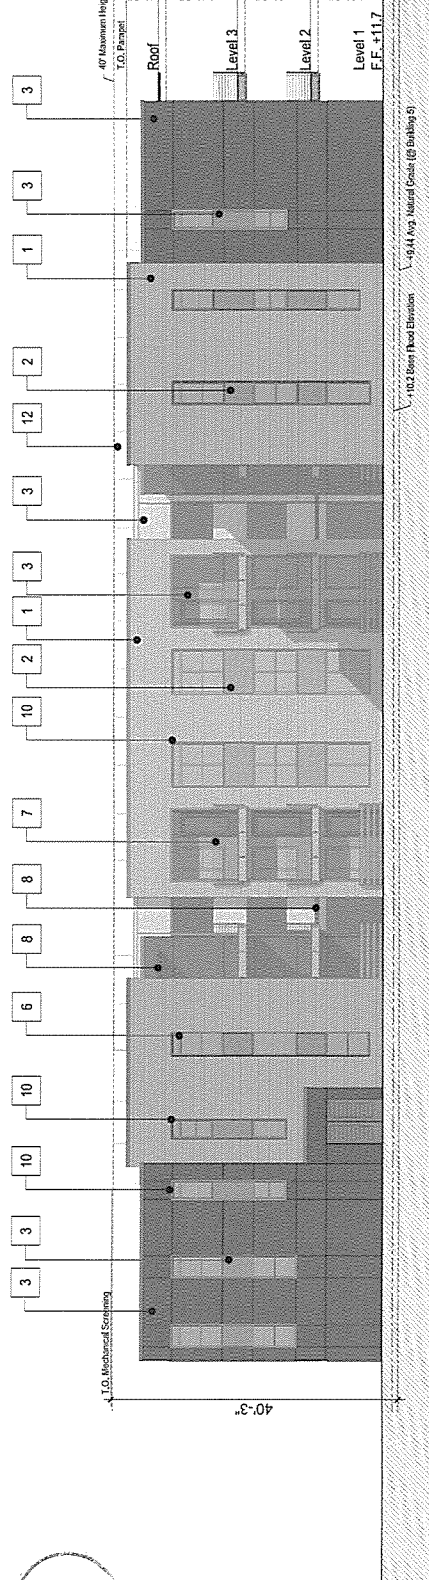 3
3
10
10
6
8
8
7
10
2
1
3
3
12
2
1
3
3
T.O. Mechanical Screening
40'-3"
40' Maximum
T.O. Parapet
Roof
Level 3
Level 2
Level 1
F.F. +11.7
+9.44 Avg. Natural Grade (@ Building 5)
+10.2 Base Flood Elevation